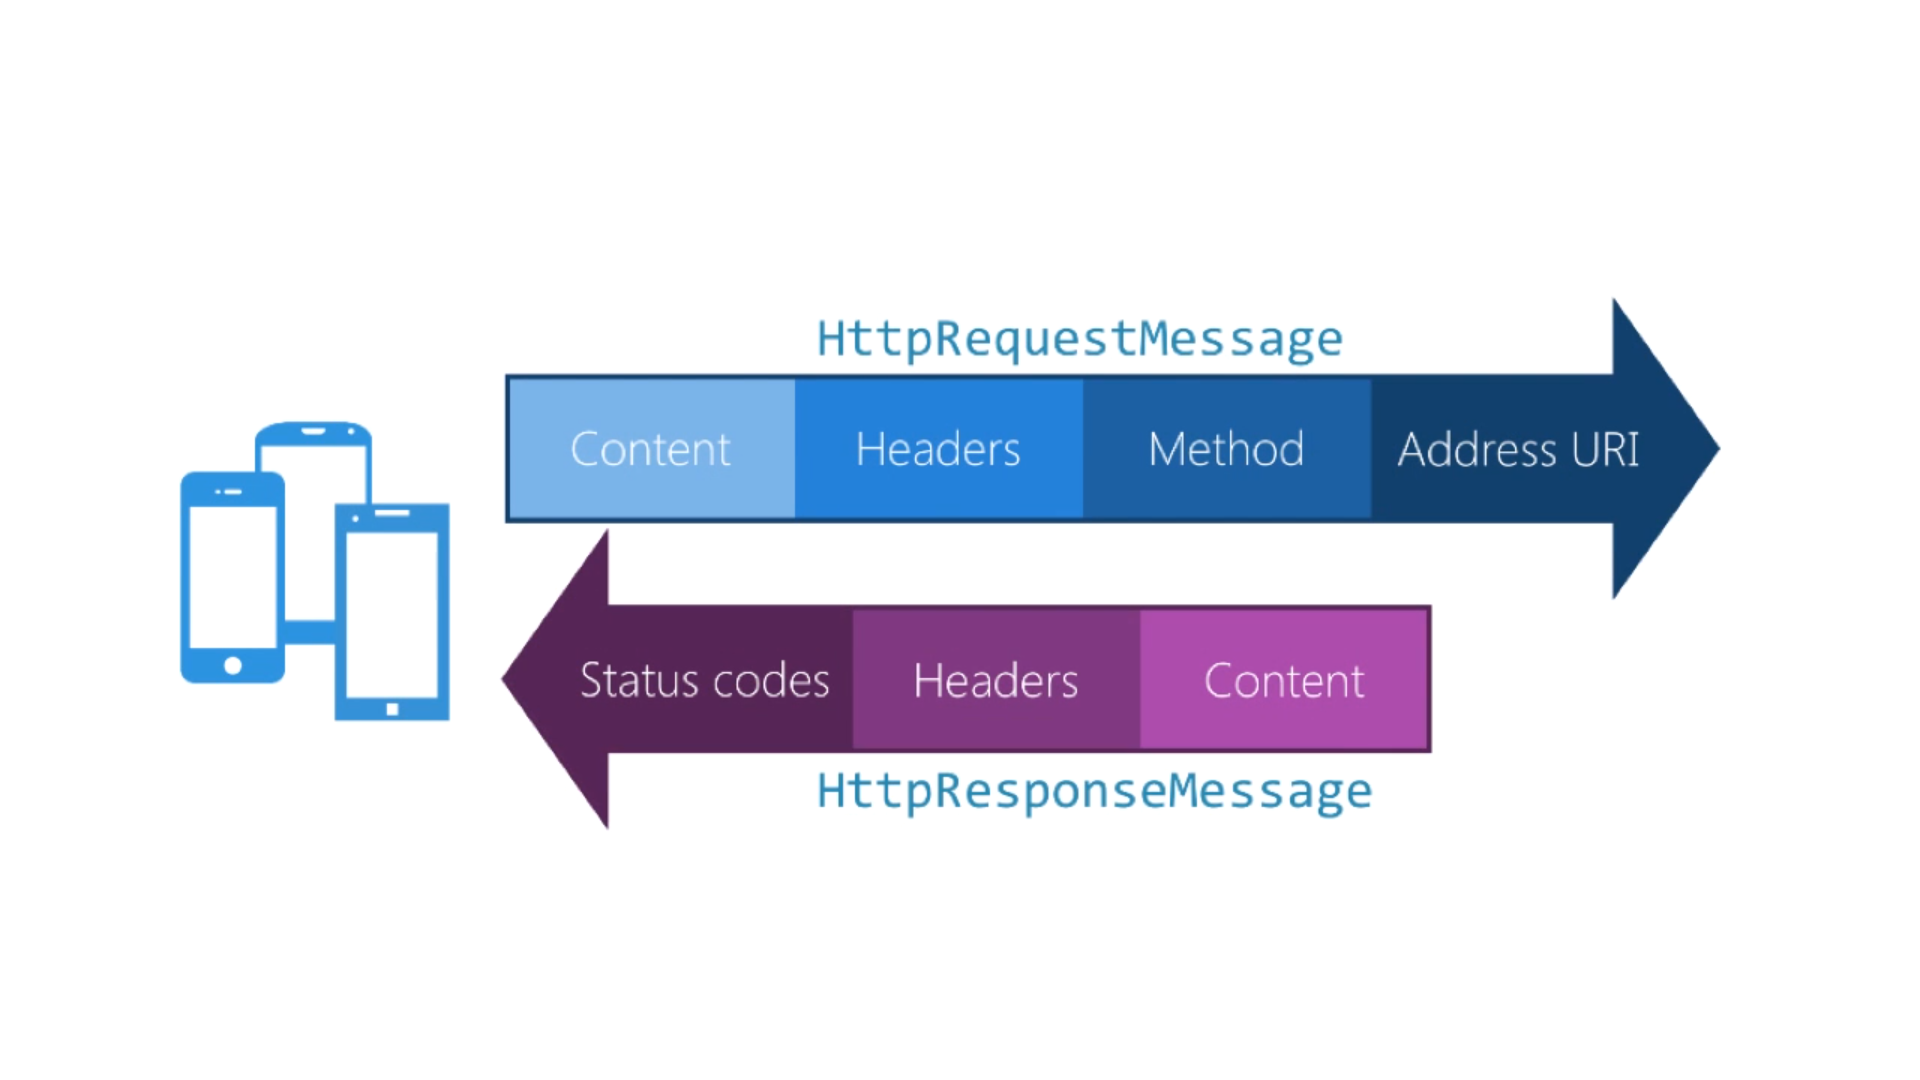 HttpRequestMessage
Content Headers Method Address URI
Status codes Headers Content
HttpResponseMessage